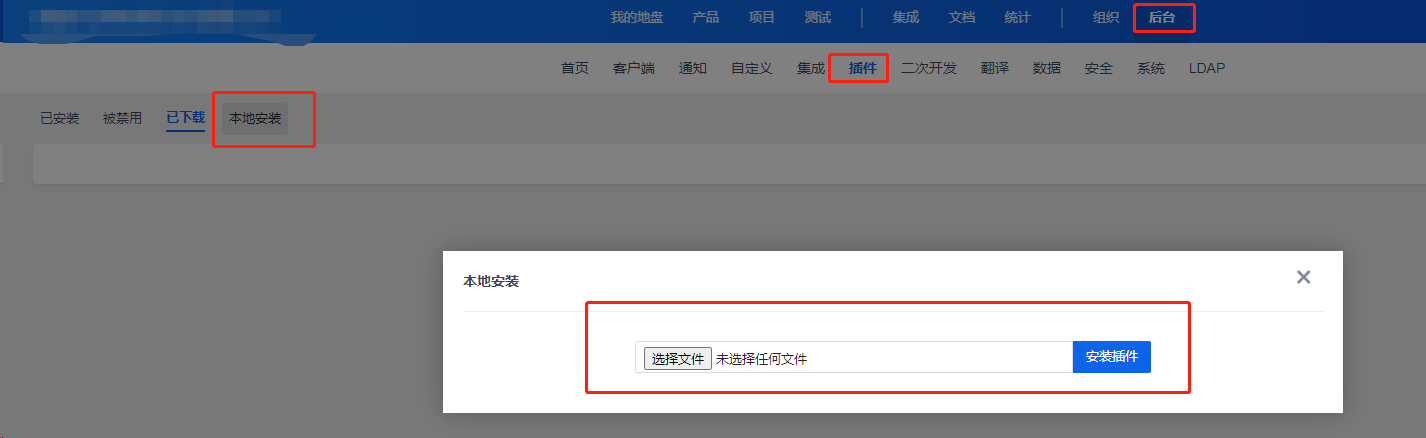 我的地盘 产品 项目 测试 集成 文档 统计 组织 后台
首页 客户端 通知 自定义 集成 插件 二次开发 翻译 数据 安全 系统 LDAP
已安装 被禁用 已下载 本地安装
本地安装
选择文件 未选择任何文件 安装插件